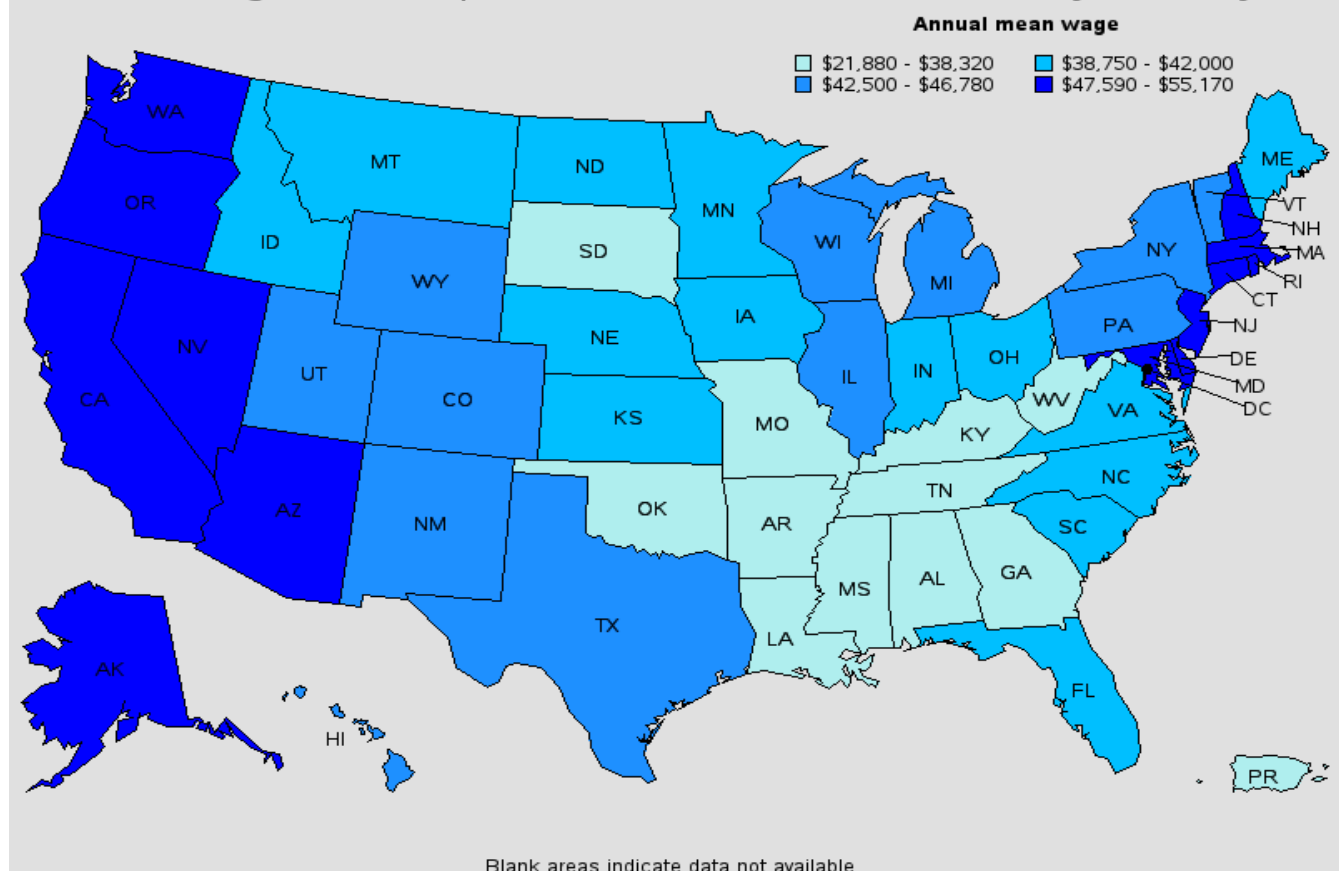 Annual mean wage
$21,880 - $38,320 $38,750 - $42,000
$42,500 - $46,780 $47,590 - $55,170
WA
MT
ND
MN
ME
OR
ID
SD
WI
VT
NH
NY
MA
WY
MI
RI
CT
IA
PA
NJ
NV
NE
OH
DE
UT
IL
IN
MD
CA
CO
WV
DC
KS
MO
VA
KY
NC
TN
AZ
NM
OK
AR
SC
MS
AL
GA
TX
LA
AK
FL
HI
PR
Blank areas indicate data not available